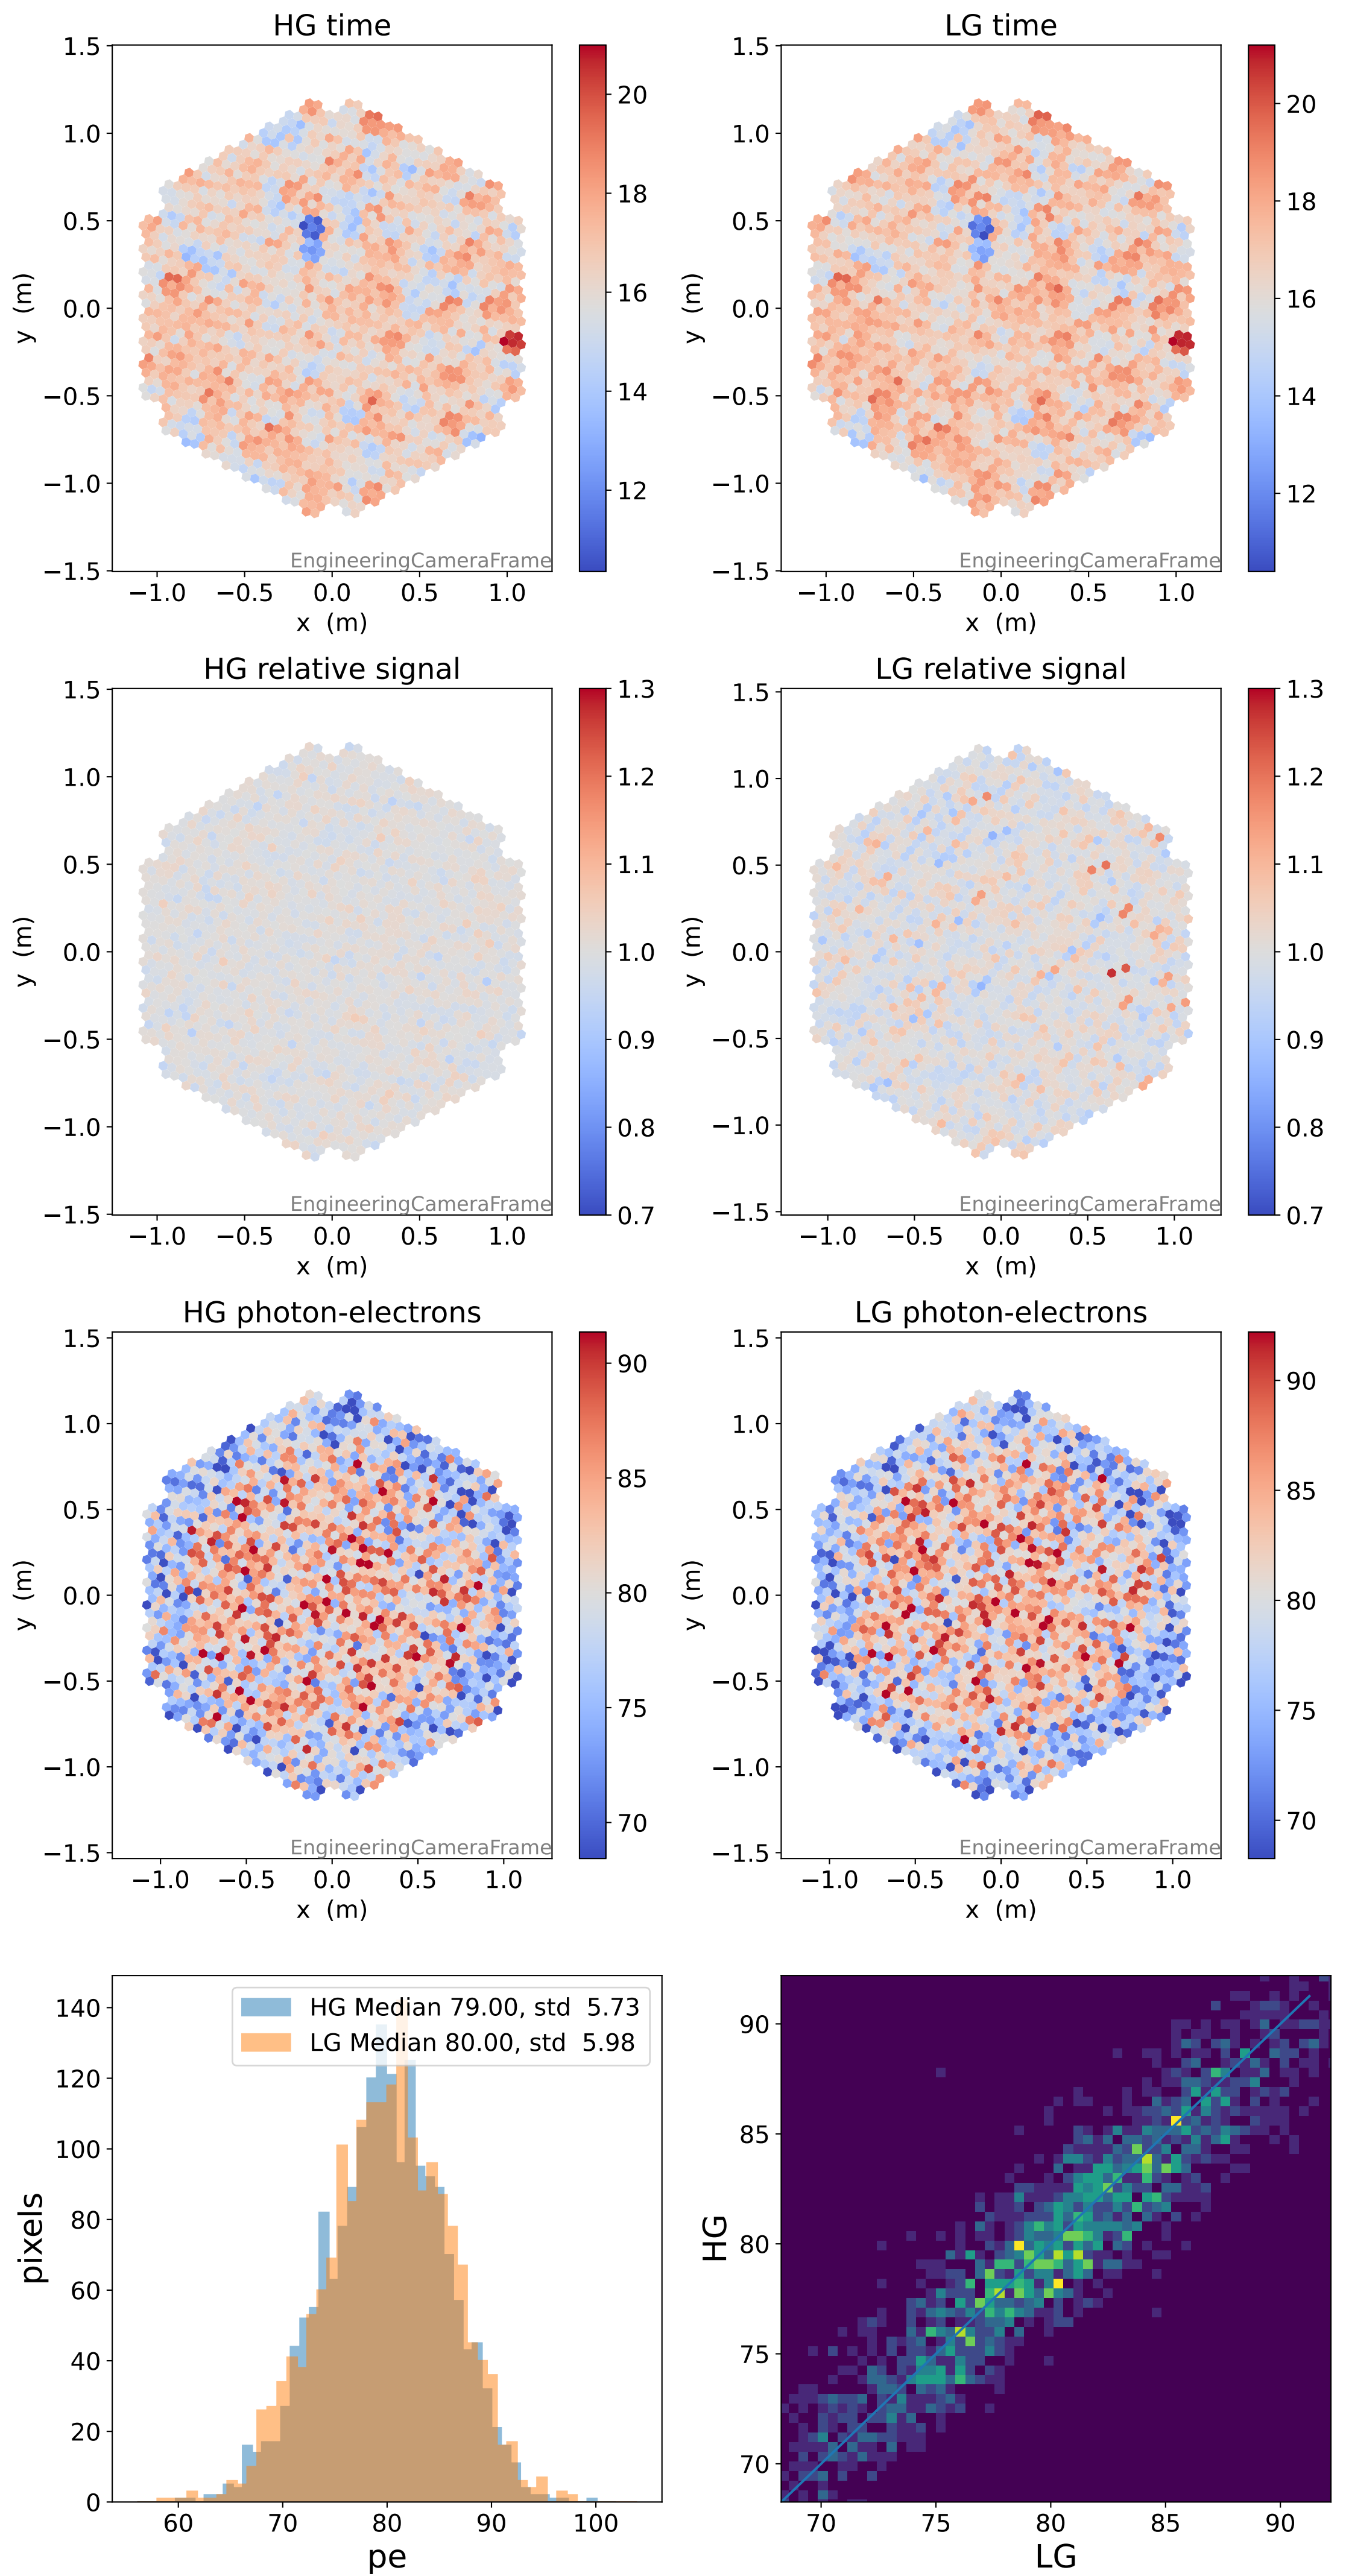 HG time
1.5
1.0
0.5
0.0
−0.5
−1.0
−1.5
y (m)
−1.0 −0.5 0.0 0.5 1.0
x (m)
EngineeringCameraFrame
20
18
16
14
12
LG time
1.5
1.0
0.5
0.0
−0.5
−1.0
−1.5
y (m)
−1.0 −0.5 0.0 0.5 1.0
x (m)
EngineeringCameraFrame
20
18
16
14
12
HG relative signal
1.5
1.0
0.5
0.0
−0.5
−1.0
−1.5
y (m)
−1.0 −0.5 0.0 0.5 1.0
x (m)
EngineeringCameraFrame
1.3
1.2
1.1
1.0
0.9
0.8
0.7
LG relative signal
1.5
1.0
0.5
0.0
−0.5
−1.0
−1.5
y (m)
−1.0 −0.5 0.0 0.5 1.0
x (m)
EngineeringCameraFrame
1.3
1.2
1.1
1.0
0.9
0.8
0.7
HG photon-electrons
1.5
1.0
0.5
0.0
−0.5
−1.0
−1.5
y (m)
−1.0 −0.5 0.0 0.5 1.0
x (m)
EngineeringCameraFrame
90
85
80
75
70
LG photon-electrons
1.5
1.0
0.5
0.0
−0.5
−1.0
−1.5
y (m)
−1.0 −0.5 0.0 0.5 1.0
x (m)
EngineeringCameraFrame
90
85
80
75
70
HG Median 79.00, std 5.73
LG Median 80.00, std 5.98
140
120
100
80
60
40
20
0
pixels
60 70 80 90 100
pe
90
85
80
75
70
HG
70 75 80 85 90
LG